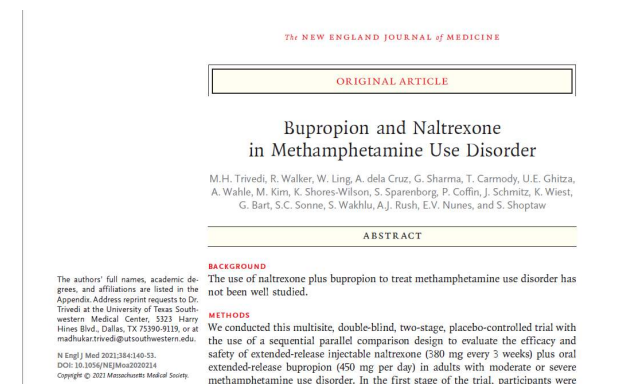 The NEW ENGLAND JOURNAL of MEDICINE
ORIGINAL ARTICLE
Bupropion and Naltrexone
in Methamphetamine Use Disorder
M.H. Trivedi, R. Walker, W. Ling, A. dela Cruz, G. Sharma, T. Carmody, U.E. Ghitza,
A. Wahle, M. Kim, K. Shores-Wilson, S. Sparenborg, P. Coffin, J. Schmitz, K. Wiest,
G. Bart, S.C. Sonne, S. Wakhlu, A.J. Rush, E.V. Nunes, and S. Shoptaw
ABSTRACT
The authors' full names, academic de-
grees, and affiliations are listed in the
Appendix. Address reprint requests to Dr.
Trivedi at the University of Texas South-
western Medical Center, 5323 Harry
Hines Blvd., Dallas, TX 75390-9119, or at
madhukar.trivedi@utsouthwestern.edu.
N Engl J Med 2021;384:140-53.
DOI: 10.1056/NEJMoa2020214
Copyright © 2021 Massachusetts Medical Society.
BACKGROUND
The use of naltrexone plus bupropion to treat methamphetamine use disorder has
not been well studied.
METHODS
We conducted this multisite, double-blind, two-stage, placebo-controlled trial with
the use of a sequential parallel comparison design to evaluate the efficacy and
safety of extended-release injectable naltrexone (380 mg every 3 weeks) plus oral
extended-release bupropion (450 mg per day) in adults with moderate or severe
methamphetamine use disorder. In the first stage of the trial, participants were